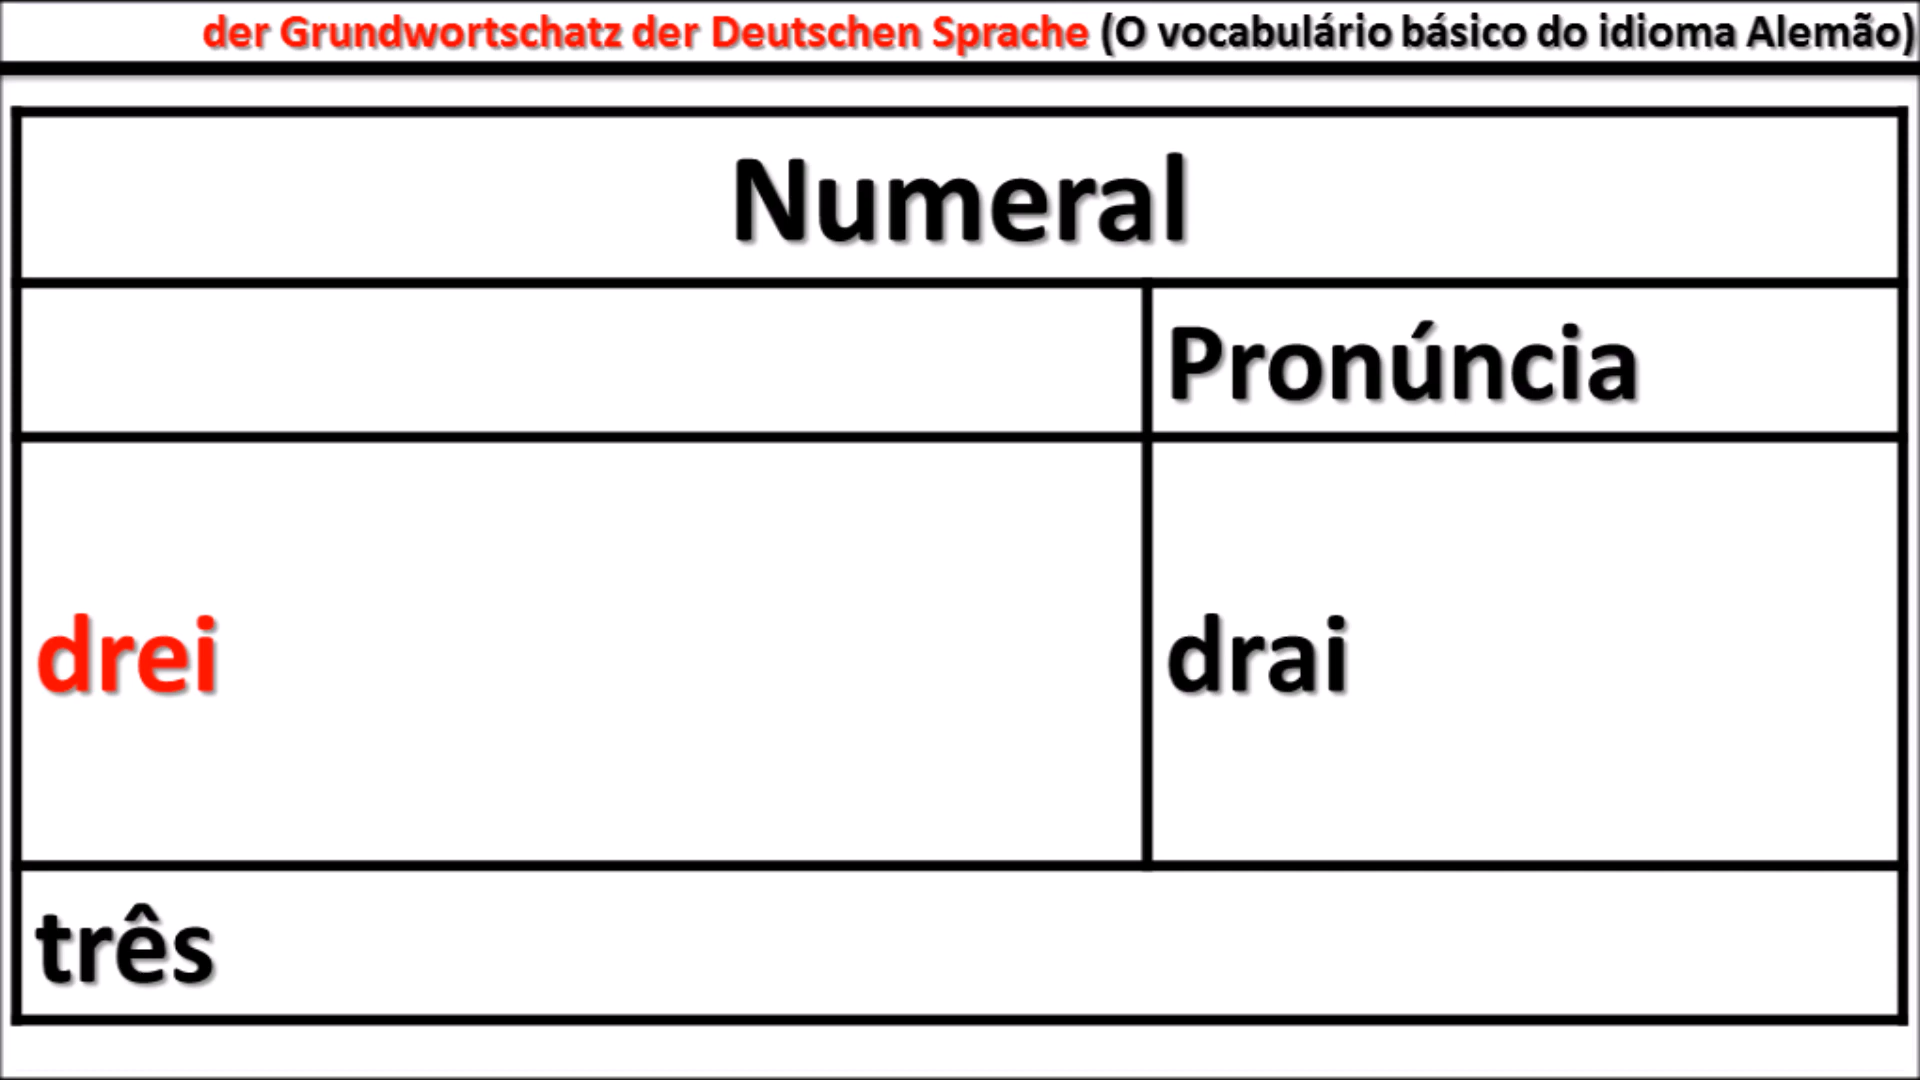 der Grundwortschatz der Deutschen Sprache (O vocabulário básico do idioma Alemão)
Numeral
Pronúncia
drei
drai
três